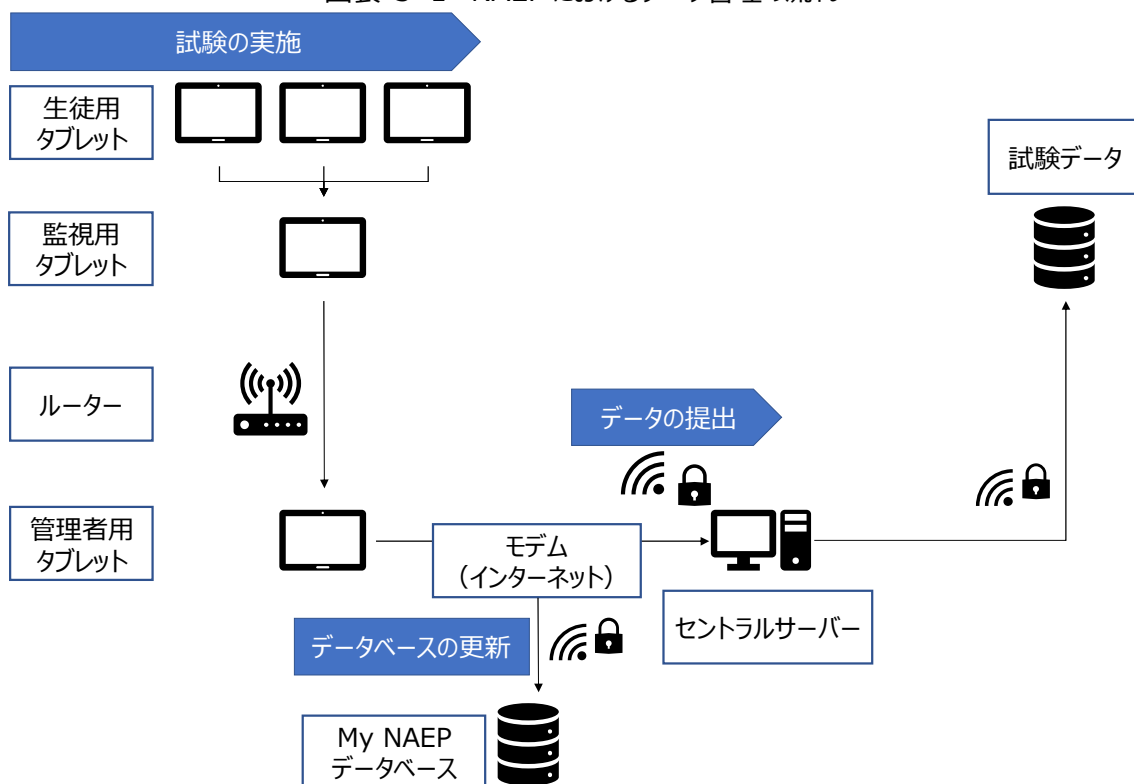 試験の実施
生徒用
タブレット
試験データ
監視用
タブレット
ルーター
データの提出
管理者用
タブレット
モデム
(インターネット)
セントラルサーバー
データベースの更新
My NAEP
データベース